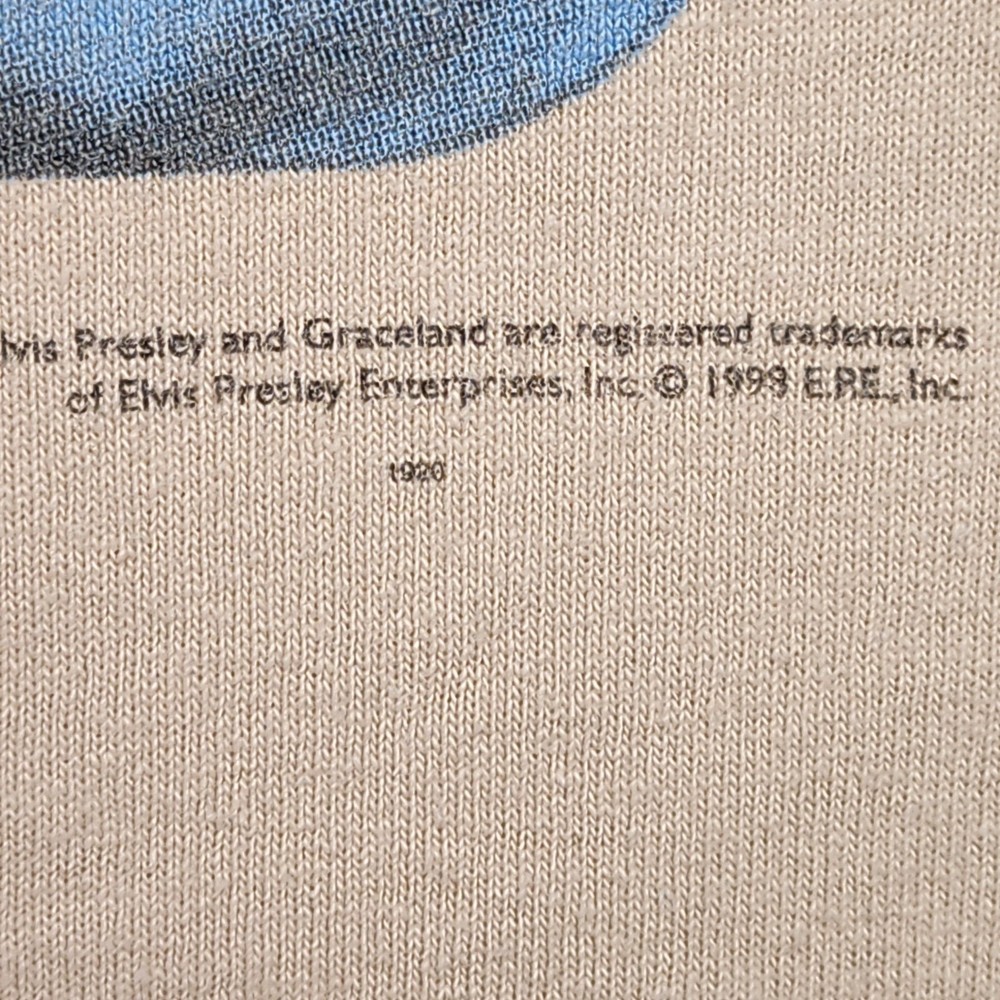 lvis Presley and Graceland are registered trademarks
of Elvis Presley Enterprises, Inc. © 1999 E.P.E., Inc.
1920